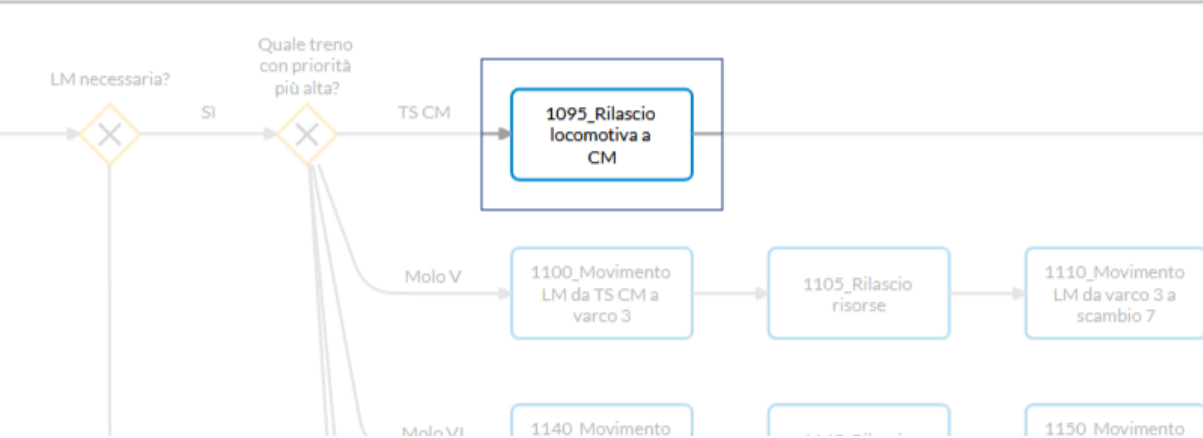 LM necessaria?
Sì
Quale treno
con priorità
più alta?
TS CM
1095_Rilascio
locomotiva a
CM
Molo V
1100_Movimento
LM da TS CM a
varco 3
1105_Rilascio
risorse
1110_Movimento
LM da varco 3 a
scambio 7
Molo VI
1140_Movimento
1150_Movimento